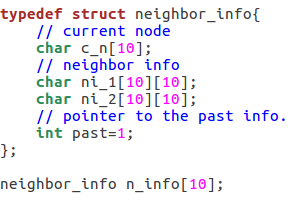 typedef struct neighbor_info{
// current node
char c_n[10];
// neighbor info
char ni_1[10][10];
char ni_2[10][10];
// pointer to the past info.
int past=1;
};
neighbor_info n_info[10];